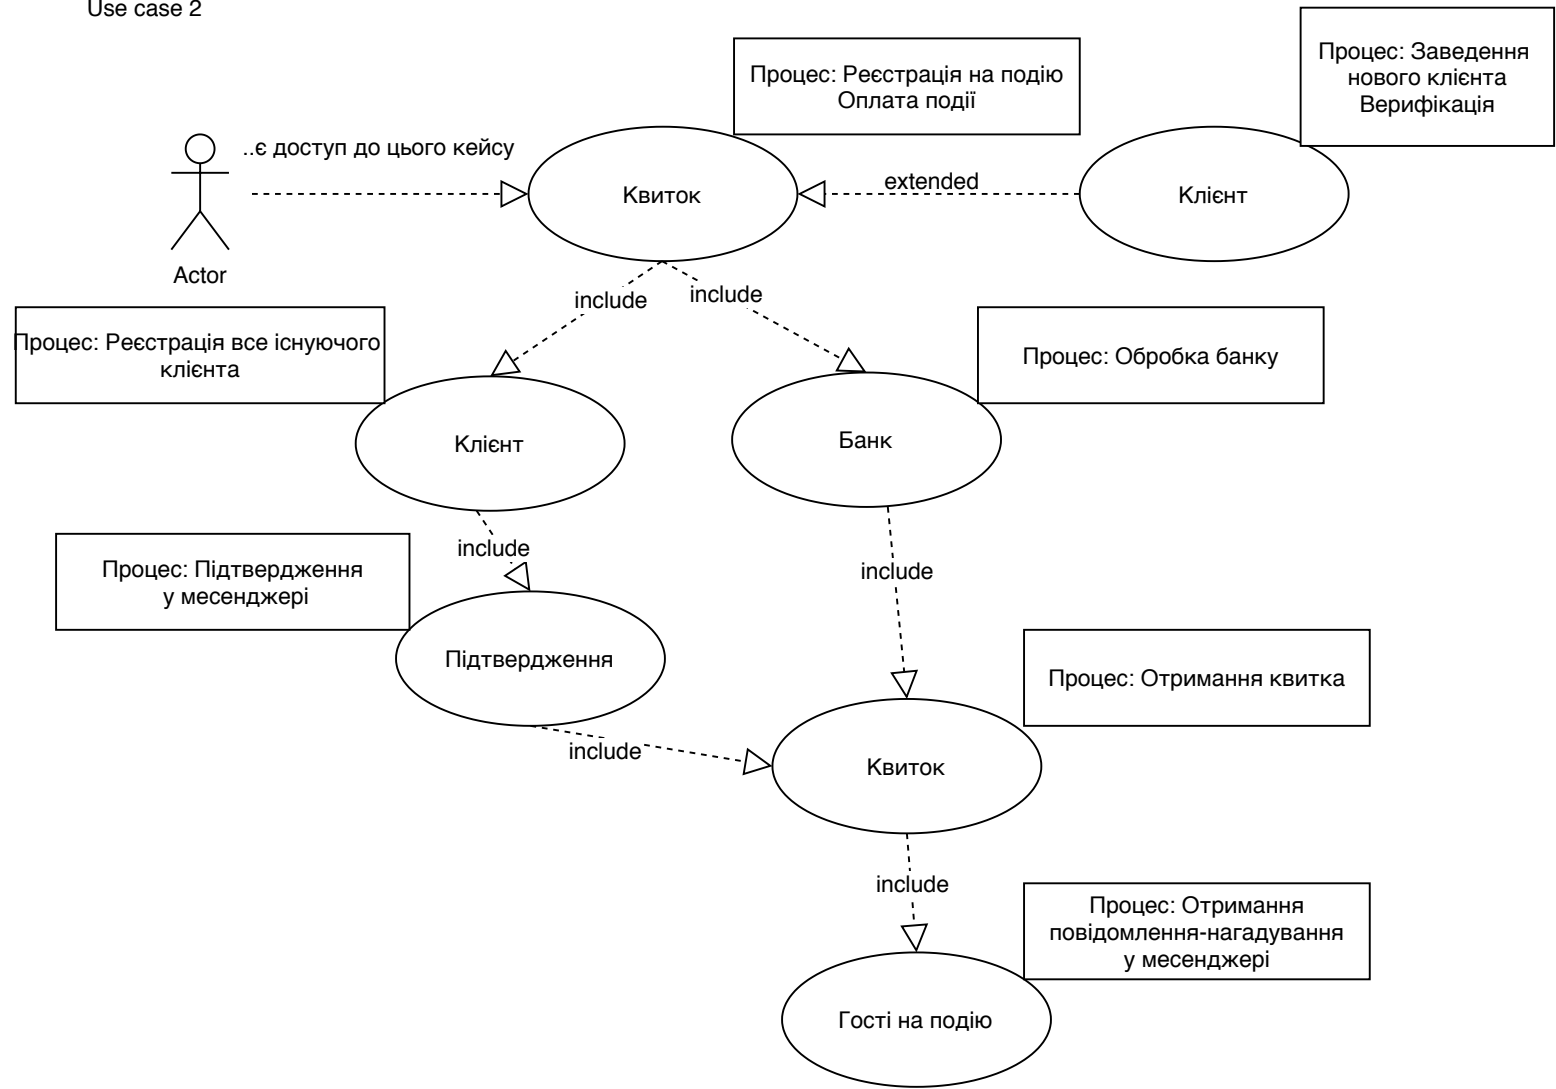 Use case 2
Процес: Реєстрація на подію
Оплата події
Процес: Заведення
нового клієнта
Верифікація
..є доступ до цього кейсу
Квиток
extended
Клієнт
Actor
include
include
Процес: Реєстрація все існуючого
клієнта
Процес: Обробка банку
Клієнт
Банк
include
include
Процес: Підтвердження
у месенджері
Підтвердження
Процес: Отримання квитка
include
Квиток
include
Процес: Отримання
повідомлення-нагадування
у месенджері
Гості на подію